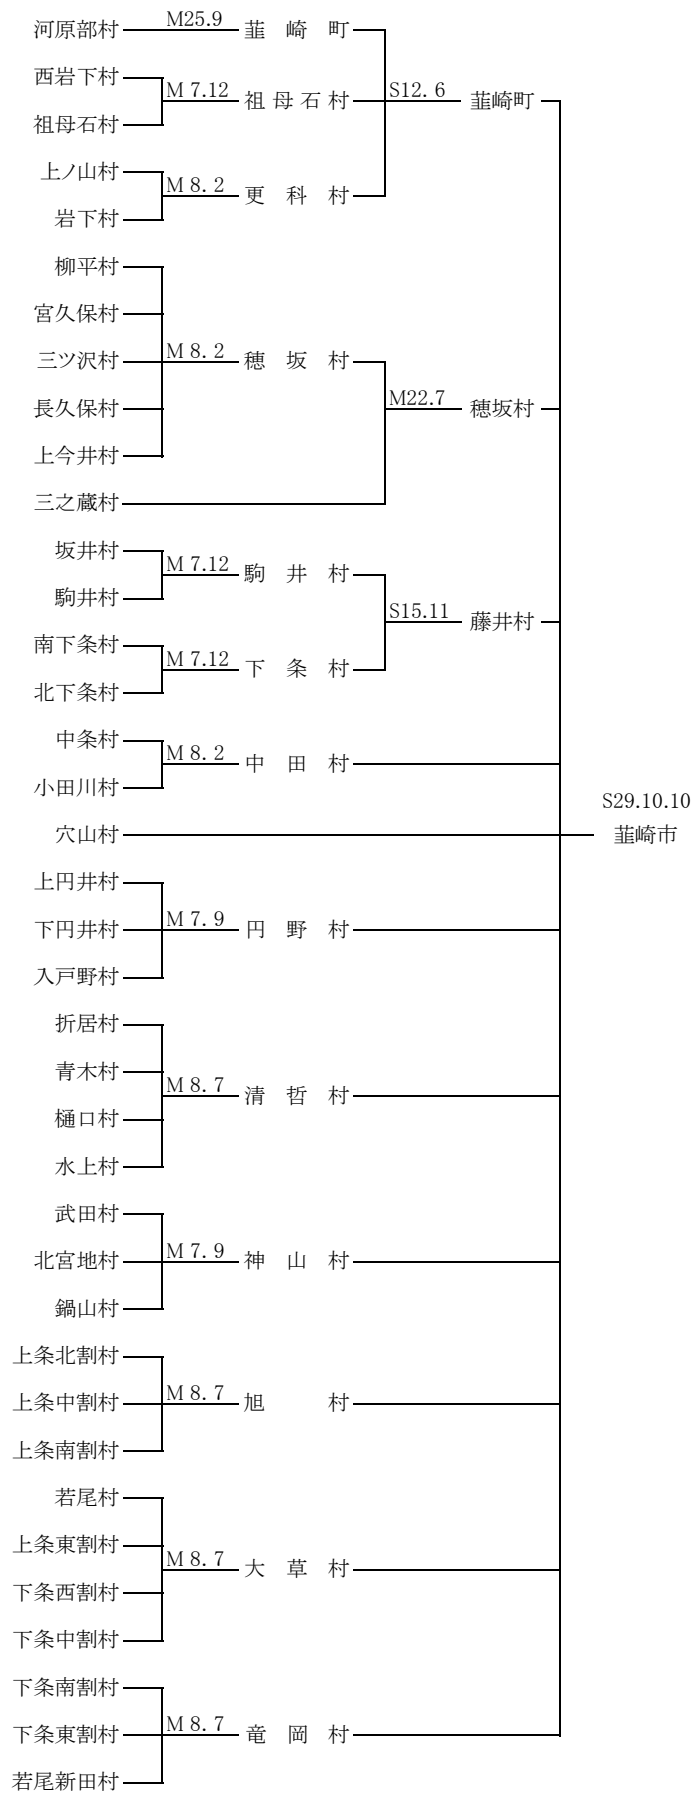 河原部村 M25.9 韮崎町
西岩下村
M 7.12 祖母石村 S12. 6 韮崎町
祖母石村
上ノ山村
M 8. 2 更科村
岩下村
柳平村
宮久保村
三ツ沢村 M 8. 2 穂坂村
長久保村 M22.7 穂坂村
上今井村
三之蔵村
坂井村
M 7.12 駒井村
駒井村
S15.11 藤井村
南下条村
M 7.12 下条村
北下条村
中条村
M 8. 2 中田村
小田川村
S29.10.10
穴山村 韮崎市
上円井村
下円井村 M 7. 9 円野村
入戸野村
折居村
青木村
M 8. 7 清哲村
樋口村
水上村
武田村
北宮地村 M 7. 9 神山村
鍋山村
上条北割村
上条中割村 M 8. 7 旭村
上条南割村
若尾村
上条東割村
M 8. 7 大草村
下条西割村
下条中割村
下条南割村
下条東割村 M 8. 7 竜岡村
若尾新田村